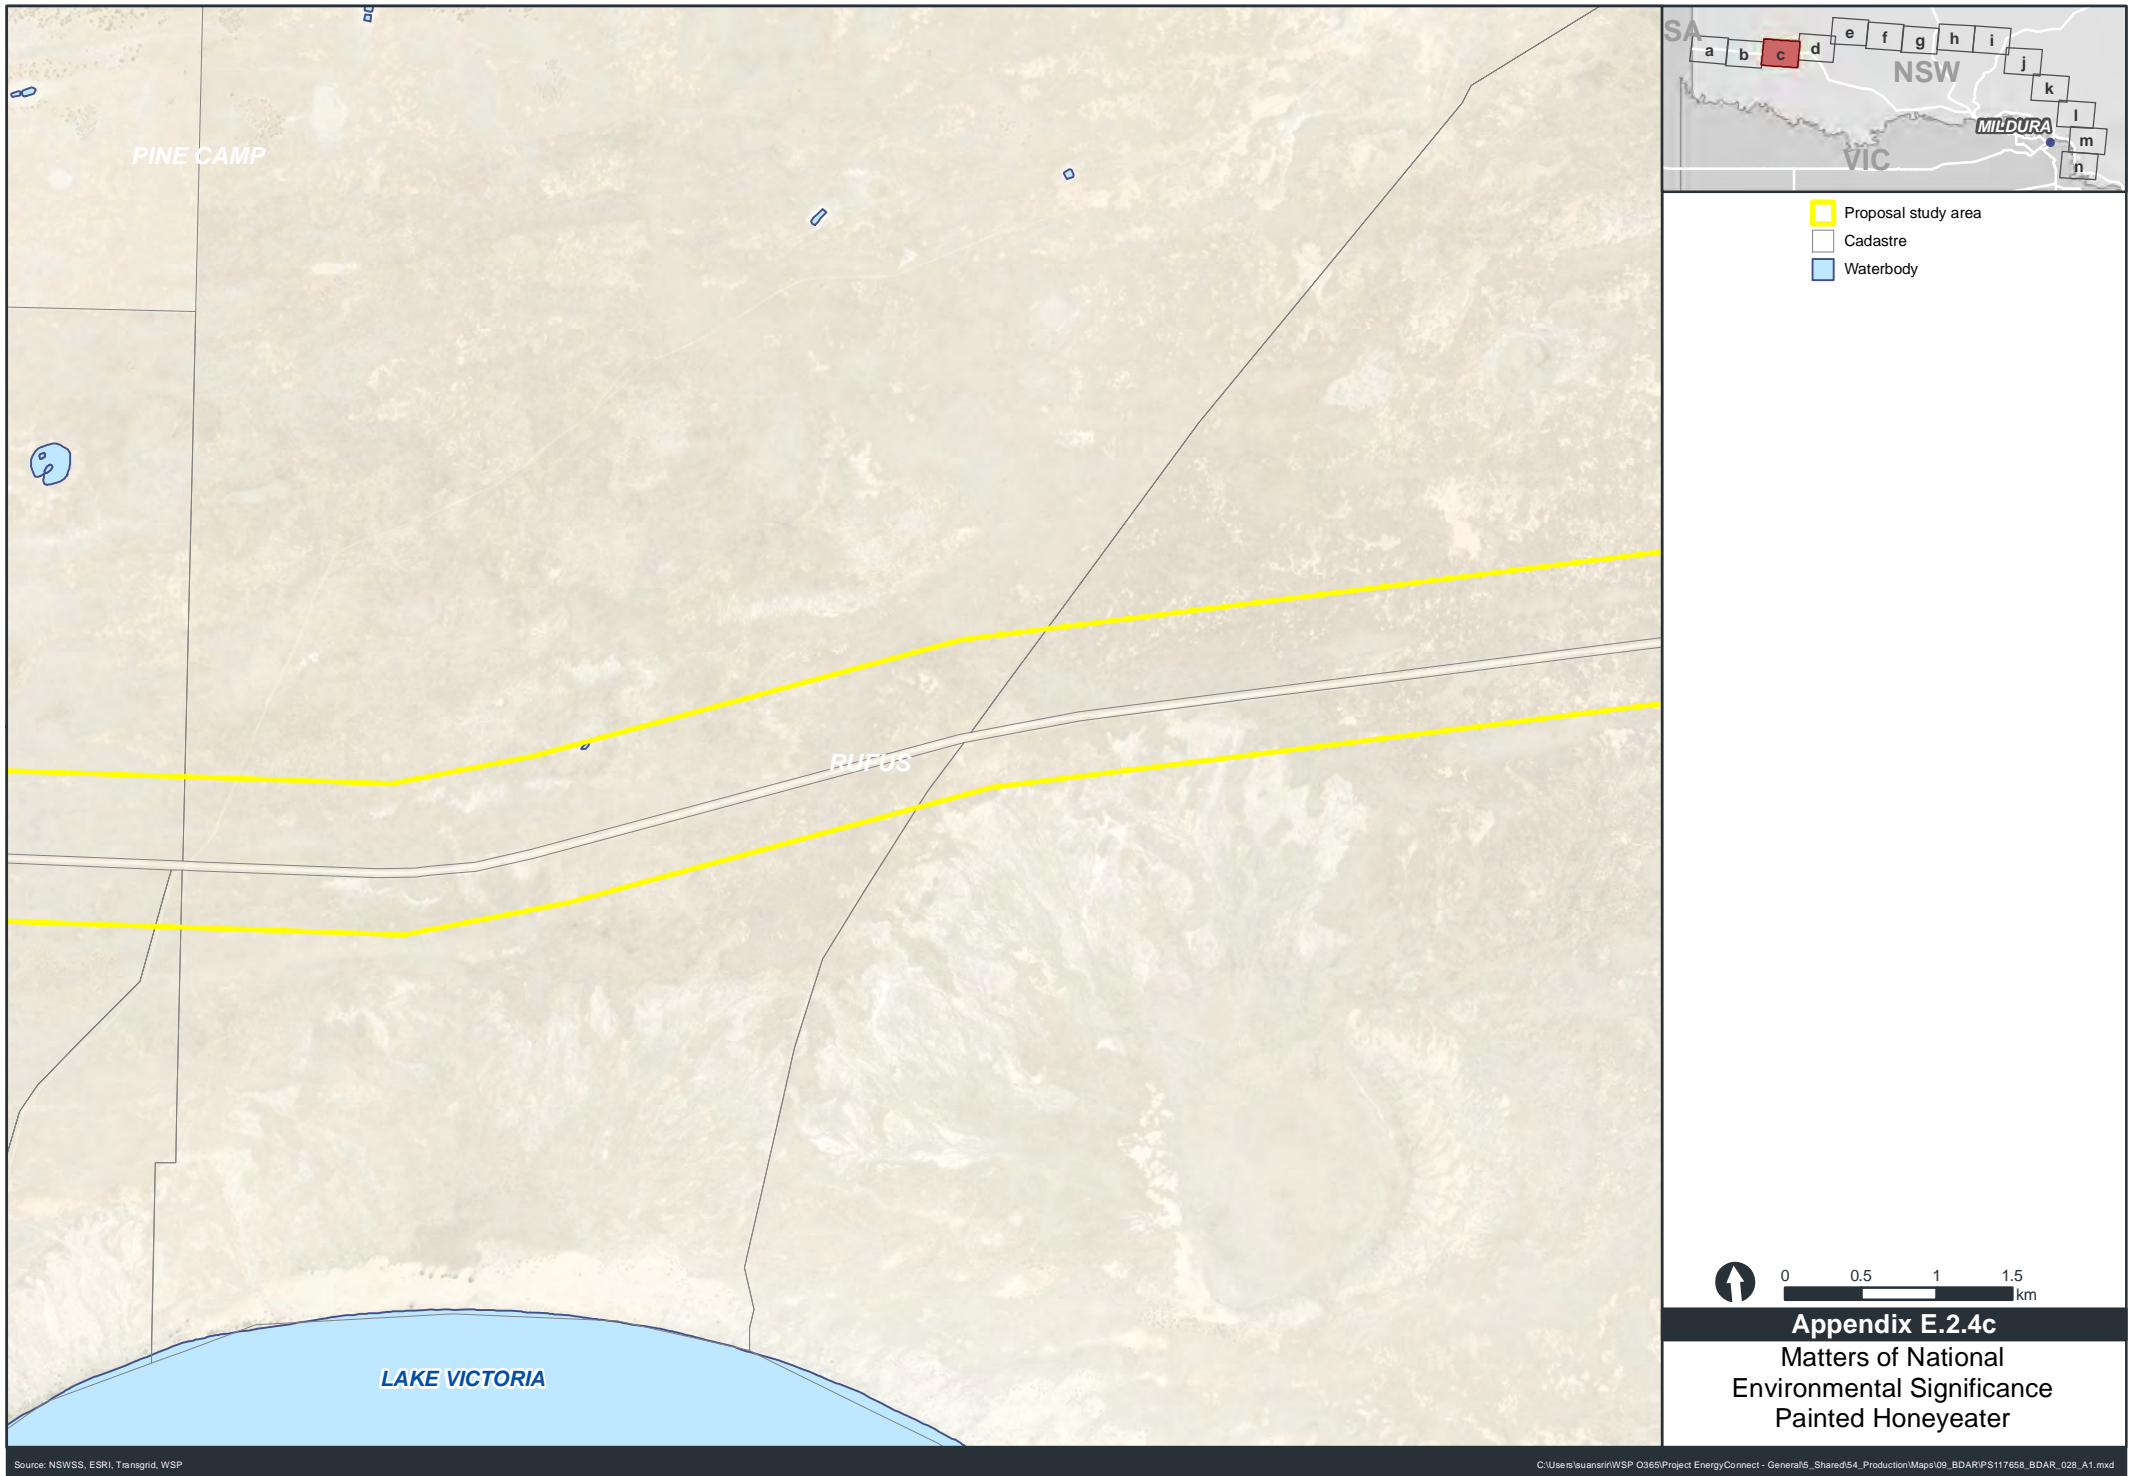 PINE CAMP
RUFUS
LAKE VICTORIA
SA
a
b
c
d
e
f
g
h
i
j
k
l
m
n
NSW
MILDURA
VIC
Proposal study area
Cadastre
Waterbody
0 0.5 1 1.5
km
Appendix E.2.4c
Matters of National
Environmental Significance
Painted Honeyeater
Source: NSWSS, ESRI, Transgrid, WSP
C:\Users\suansrir\WSP O365\Project EnergyConnect - General\5_Shared\54_Production\Maps\09_BDAR\PS117658_BDAR_028_A1.mxd